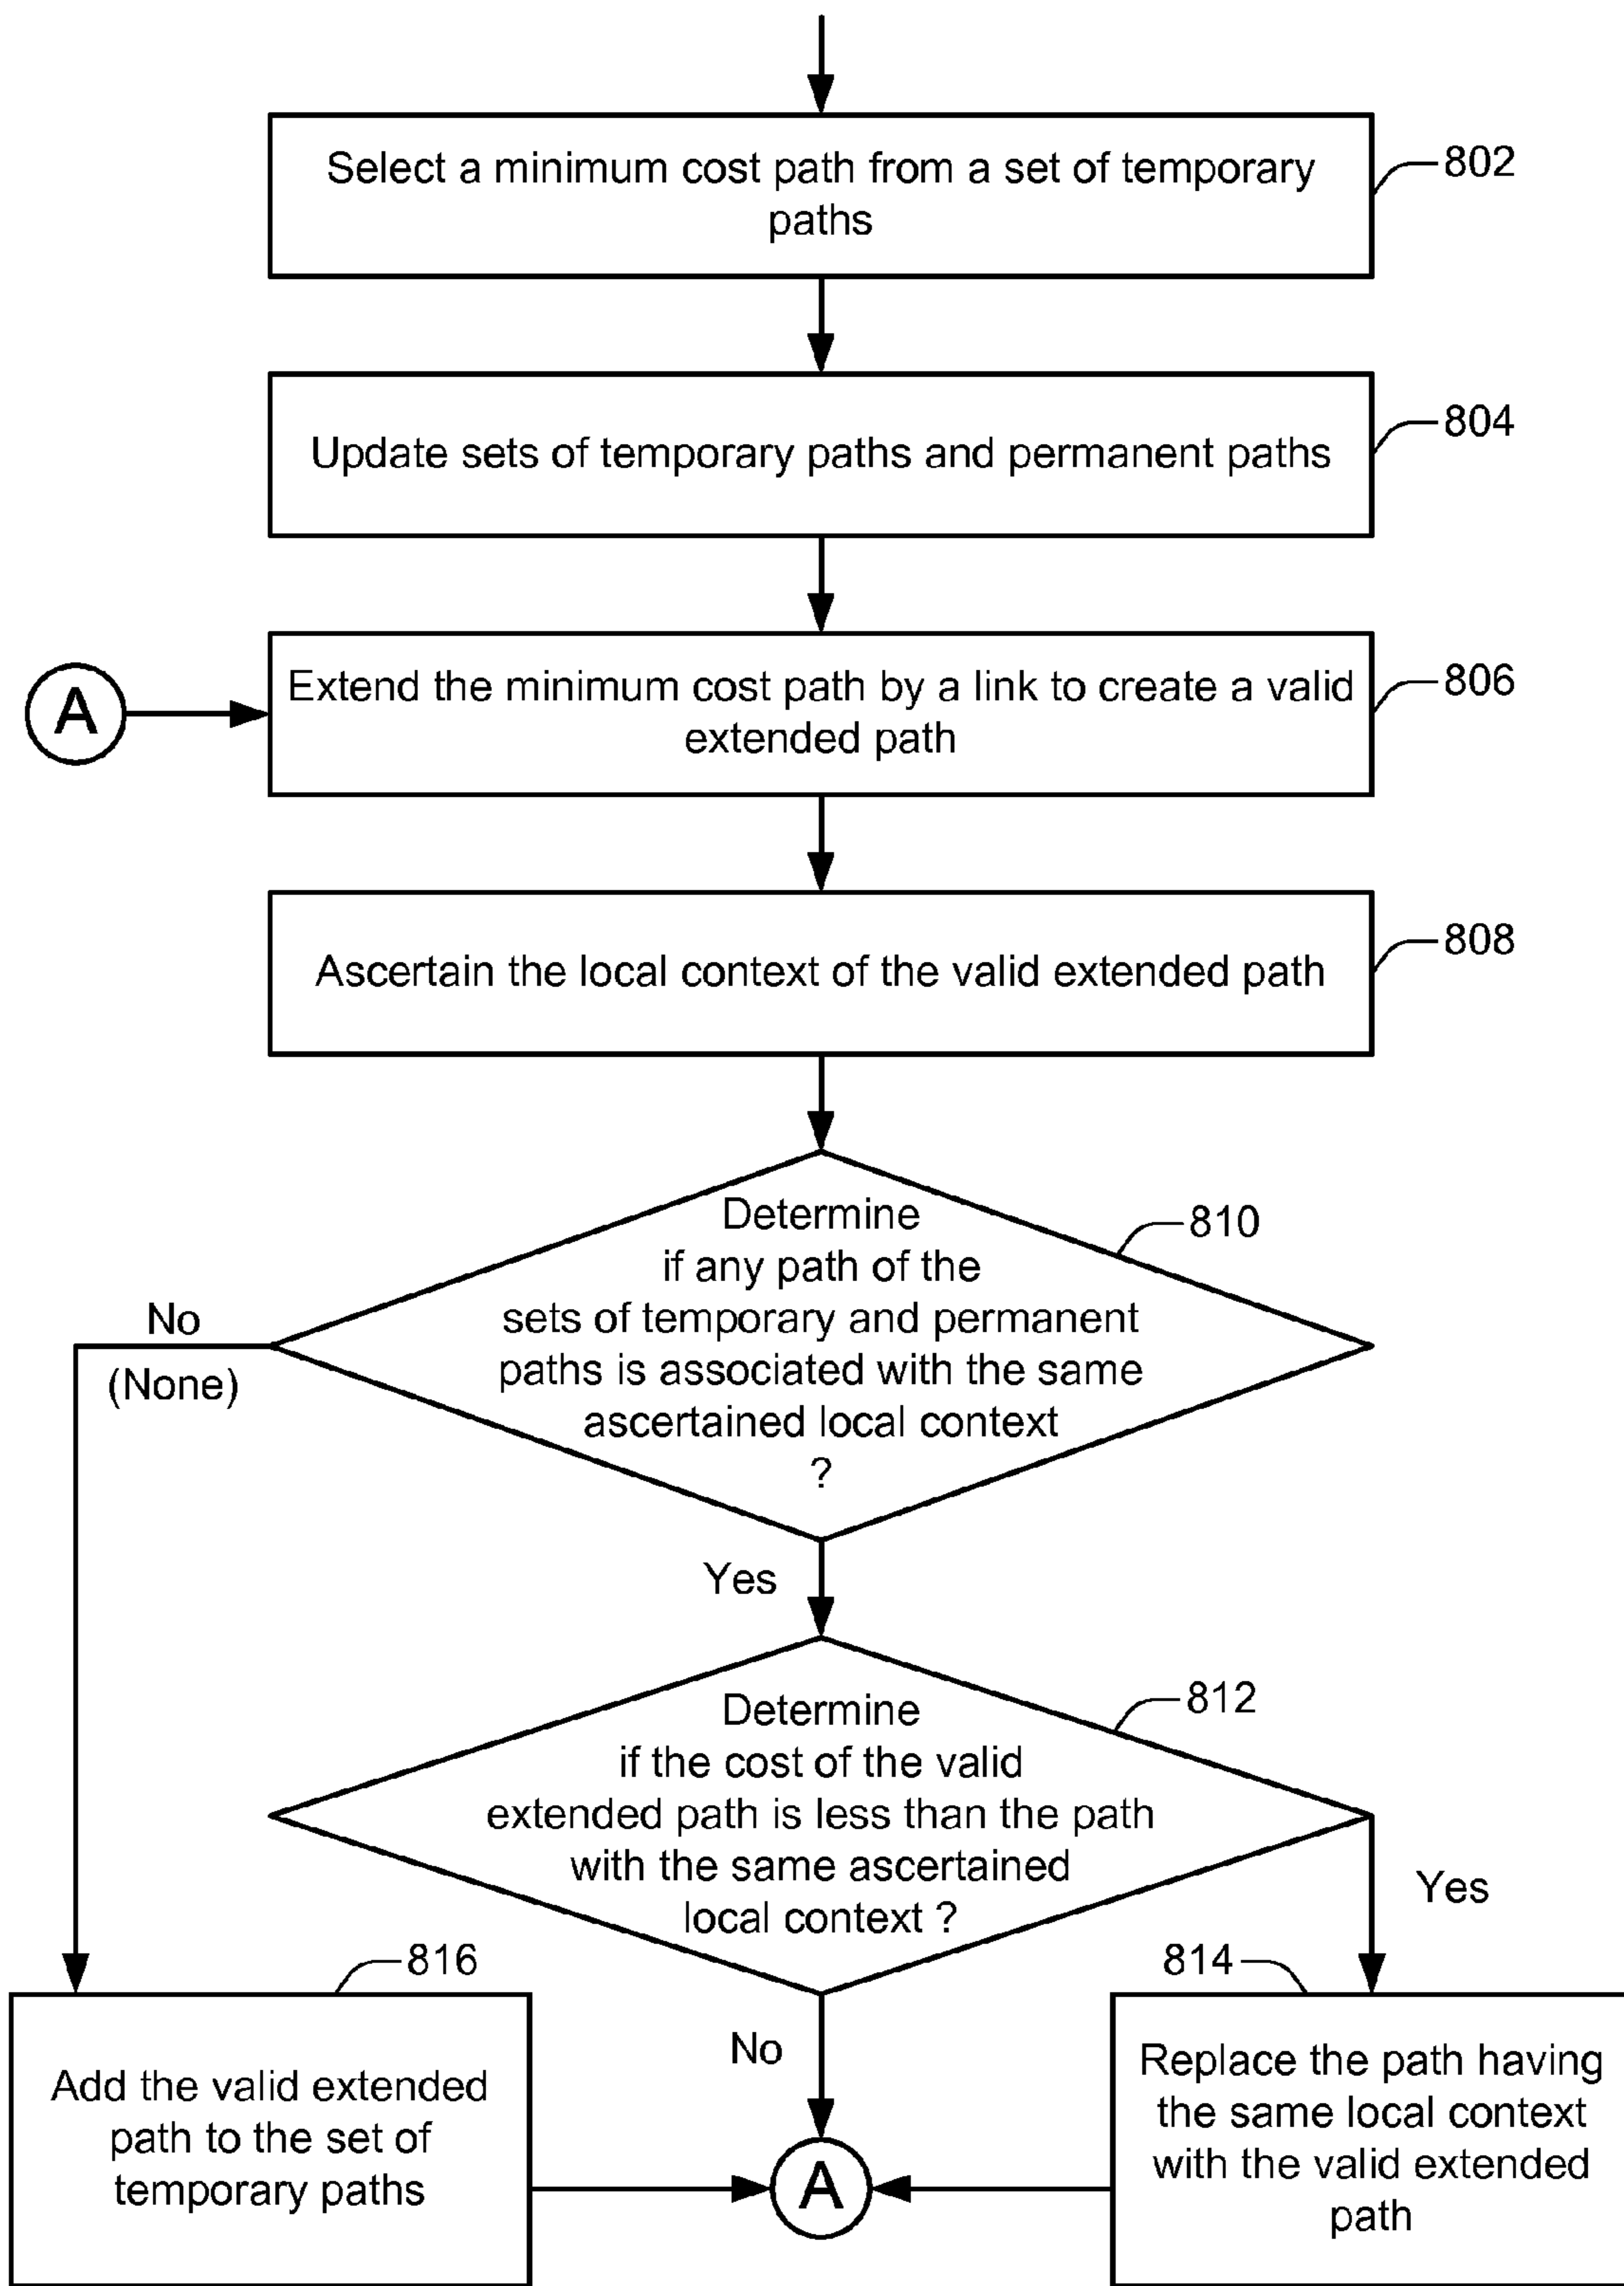 Select a minimum cost path from a set of temporary
paths
802
Update sets of temporary paths and permanent paths
804
A
Extend the minimum cost path by a link to create a valid
extended path
806
Ascertain the local context of the valid extended path
808
Determine
if any path of the
sets of temporary and permanent
paths is associated with the same
ascertained local context
?
810
No
(None)
Yes
Determine
if the cost of the valid
extended path is less than the path
with the same ascertained
local context ?
812
Yes
No
816
Add the valid extended
path to the set of
temporary paths
A
814
Replace the path having
the same local context
with the valid extended
path